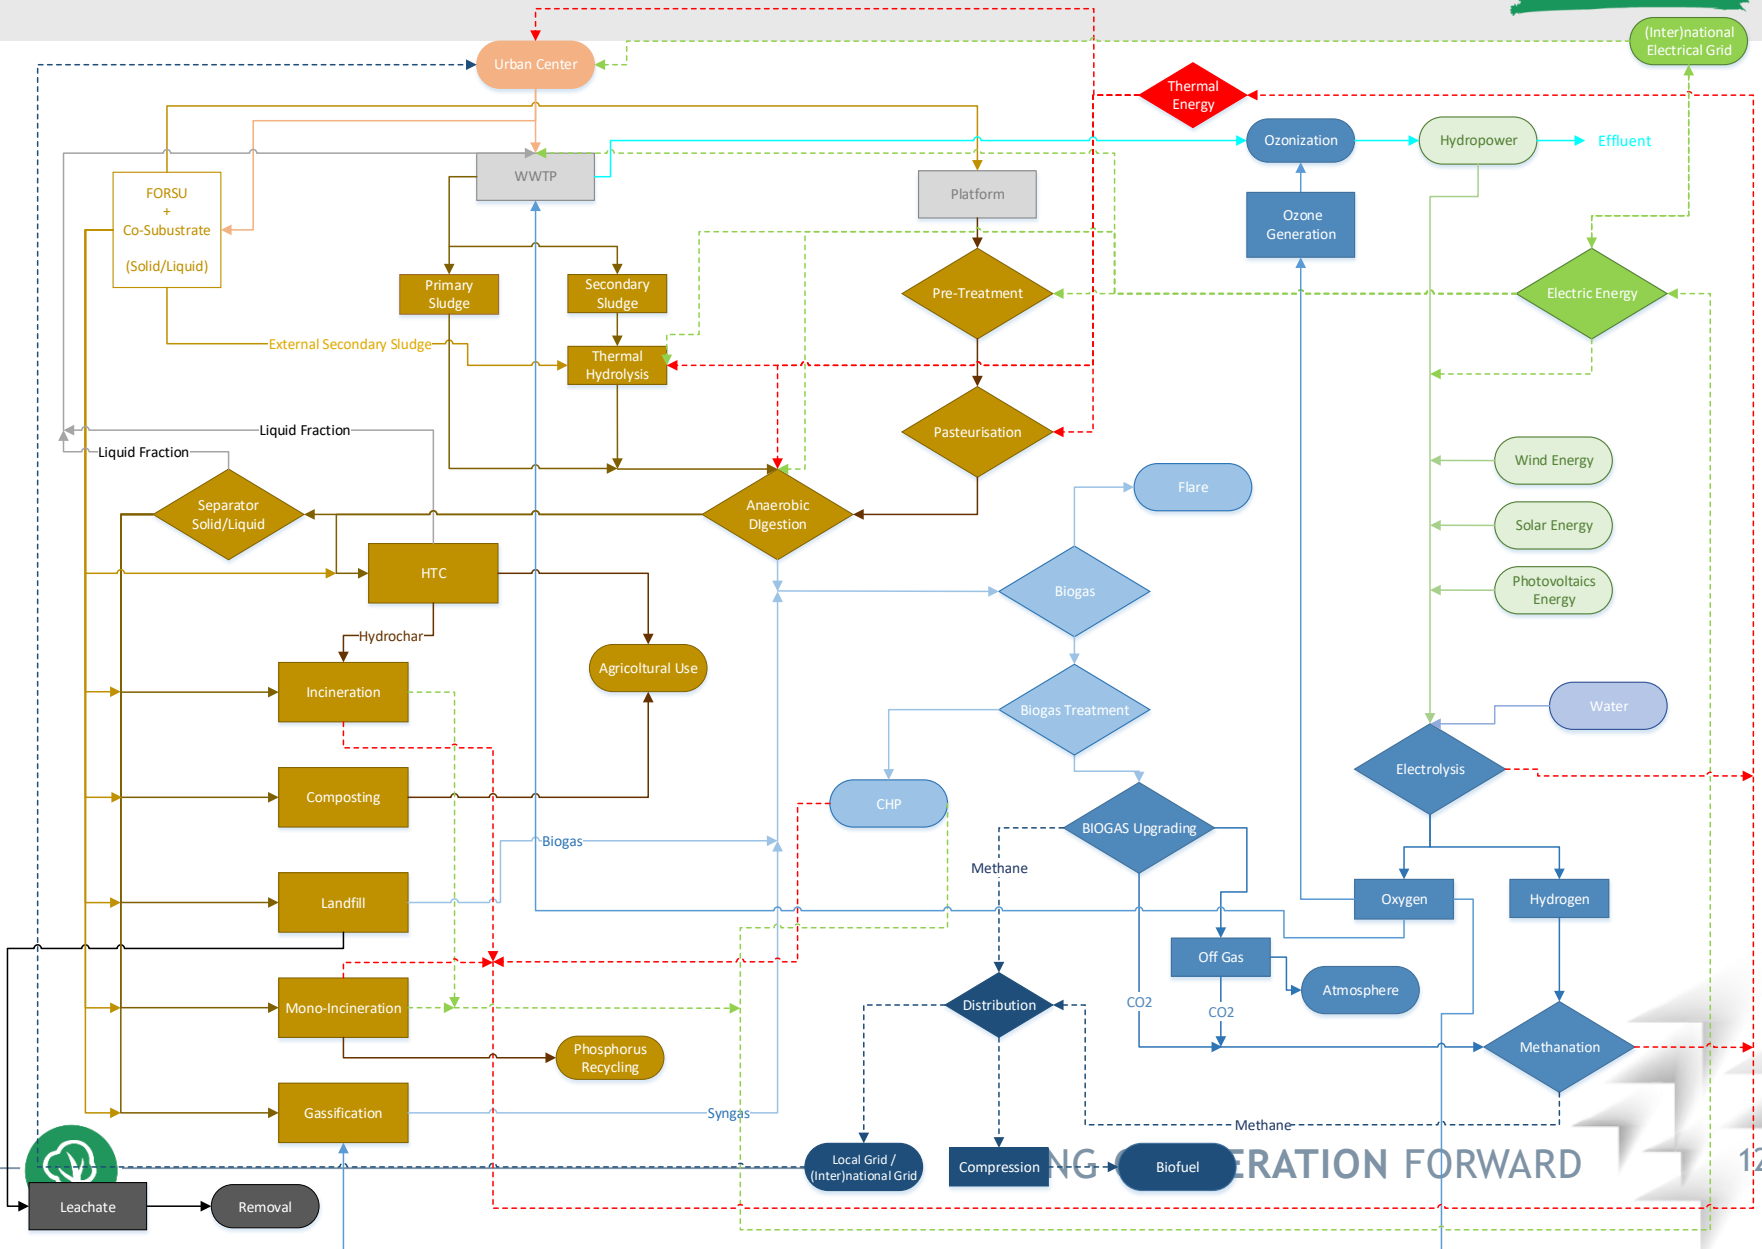 (Inter)national
Electrical Grid
Urban Center
Thermal
Energy
Ozonization
Hydropower
Effluent
WWTP
FORSU
+
Co-Subustrate
(Solid/Liquid)
Platform
Ozone
Generation
Primary
Sludge
Secondary
Sludge
Pre-Treatment
Electric Energy
External Secondary Sludge
Thermal
Hydrolysis
Liquid Fraction
Liquid Fraction
Pasteurisation
Wind Energy
Flare
Separator
Solid/Liquid
Anaerobic
DIgestion
Solar Energy
HTC
Biogas
Photovoltaics
Energy
Hydrochar
Agricoltural Use
Incineration
Biogas Treatment
Water
Electrolysis
Composting
CHP
BIOGAS Upgrading
Biogas
Methane
Landfill
Oxygen
Hydrogen
Off Gas
Atmosphere
Mono-Incineration
Distribution
CO2
CO2
Methanation
Phosphorus
Recycling
Gassification
Syngas
Methane
Local Grid /
(Inter)national Grid
Compression
Biofuel
NG
ERATION FORWARD
12
Leachate
Removal